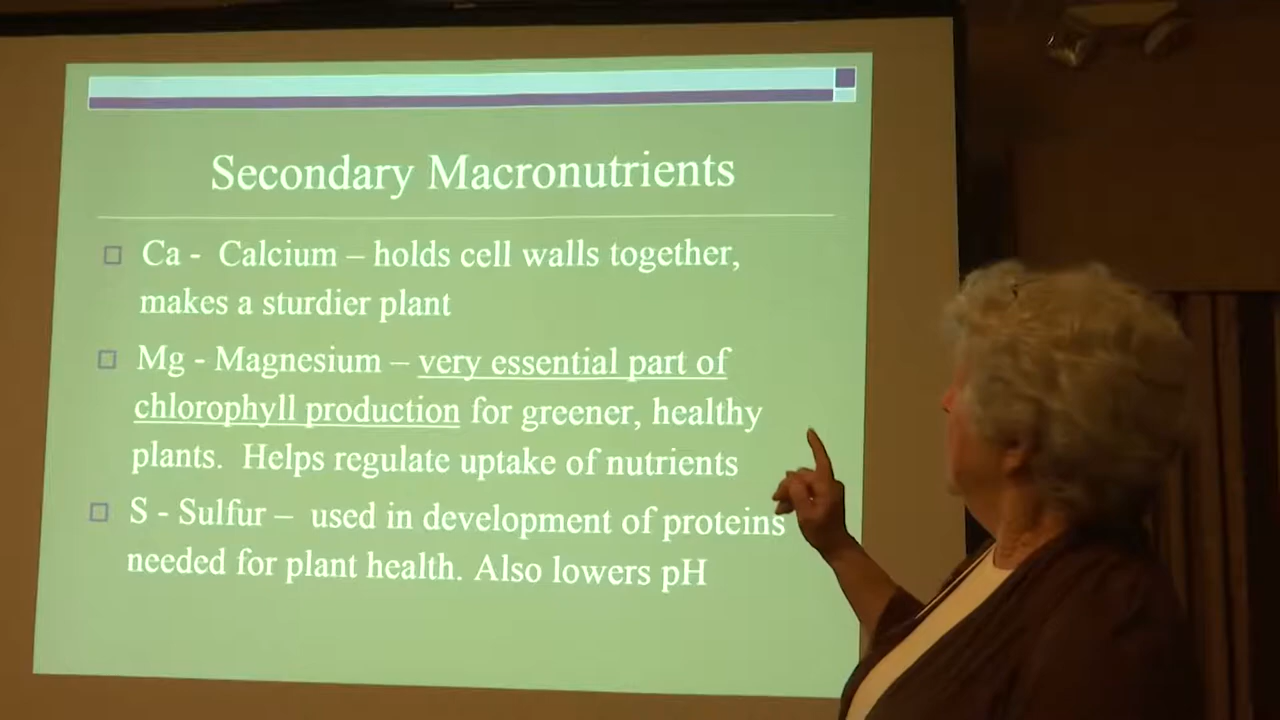 Secondary Macronutrients
Ca - Calcium – holds cell walls together,
makes a sturdier plant
Mg - Magnesium – very essential part of
chlorophyll production for greener, healthy
plants. Helps regulate uptake of nutrients
S - Sulfur – used in development of proteins
needed for plant health. Also lowers pH